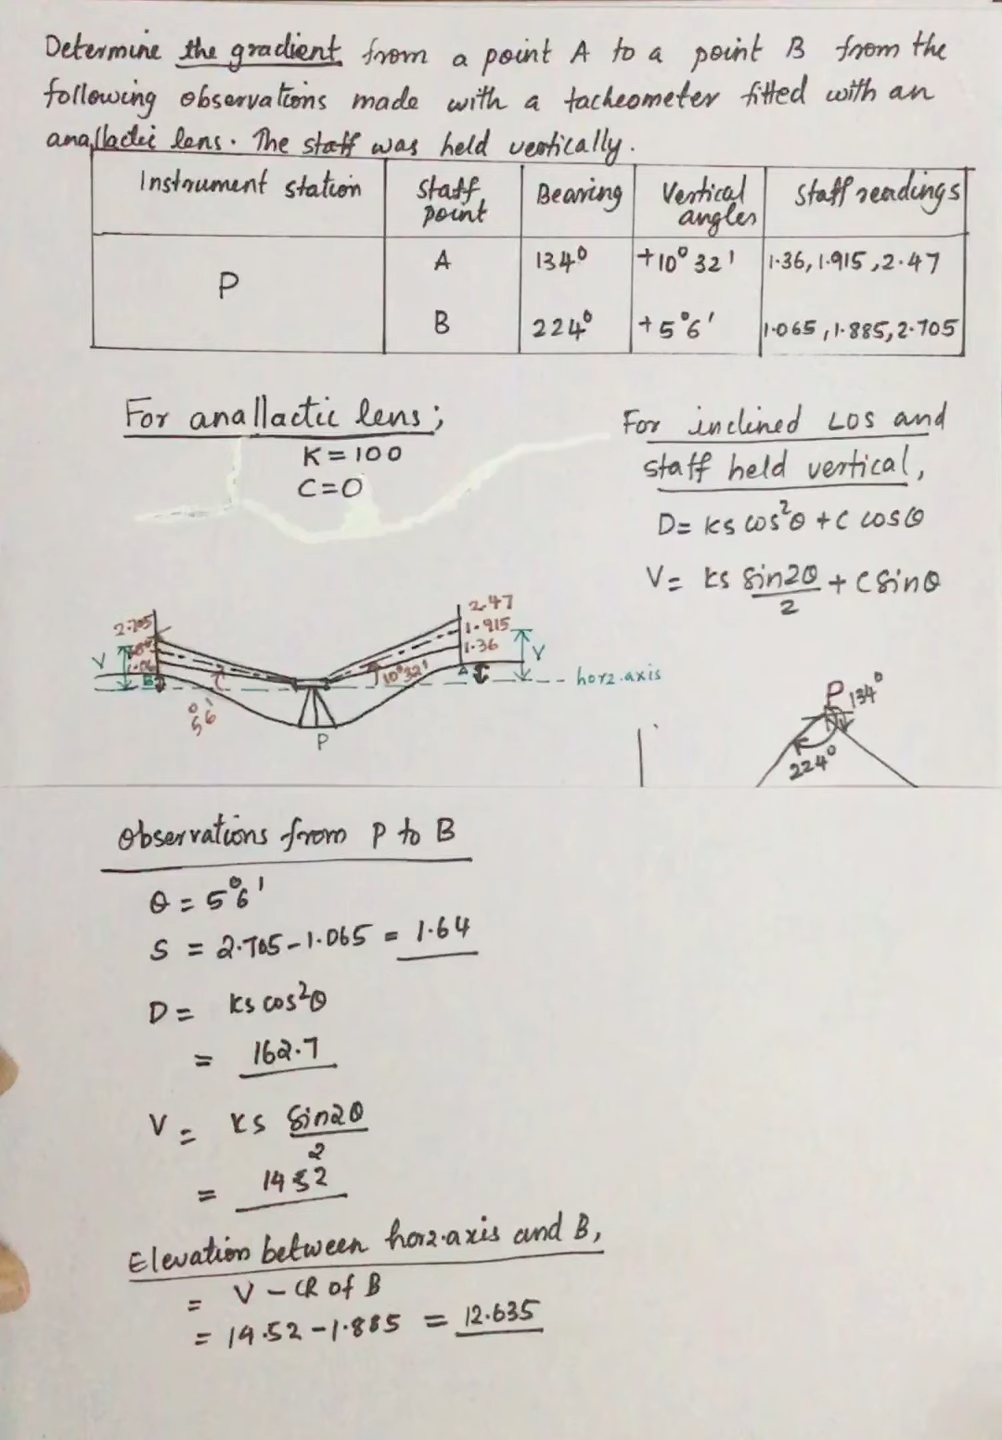 Determine the gradient from a point A to a point B from the
following observations made with a tacheometer fitted with an
anallactic lens. The staff was held vertically.
Instrument station Staff point Bearing Vertical angles Staff readings
P
A 134° +10° 32' 1.36, 1.915, 2.47
B 224° +5°6' 1.065, 1.885, 2.705
For anallactic lens;
K = 100
C = 0
For inclined LOS and
staff held vertical,
D = ks cos²θ + C cosθ
V = ks sin2θ/2 + C sinθ
2.705
V
B
5°6'
P
2.47
1.915
1.36
10°32'
A
V
horz.axis
P
134°
224°
Observations from P to B
θ = 5°6'
S = 2.705 - 1.065 = 1.64
D = ks cos²θ
= 162.7
V = ks sin2θ/2
= 14.52
Elevation between horz.axis and B,
= V - CR of B
= 14.52 - 1.885 = 12.635